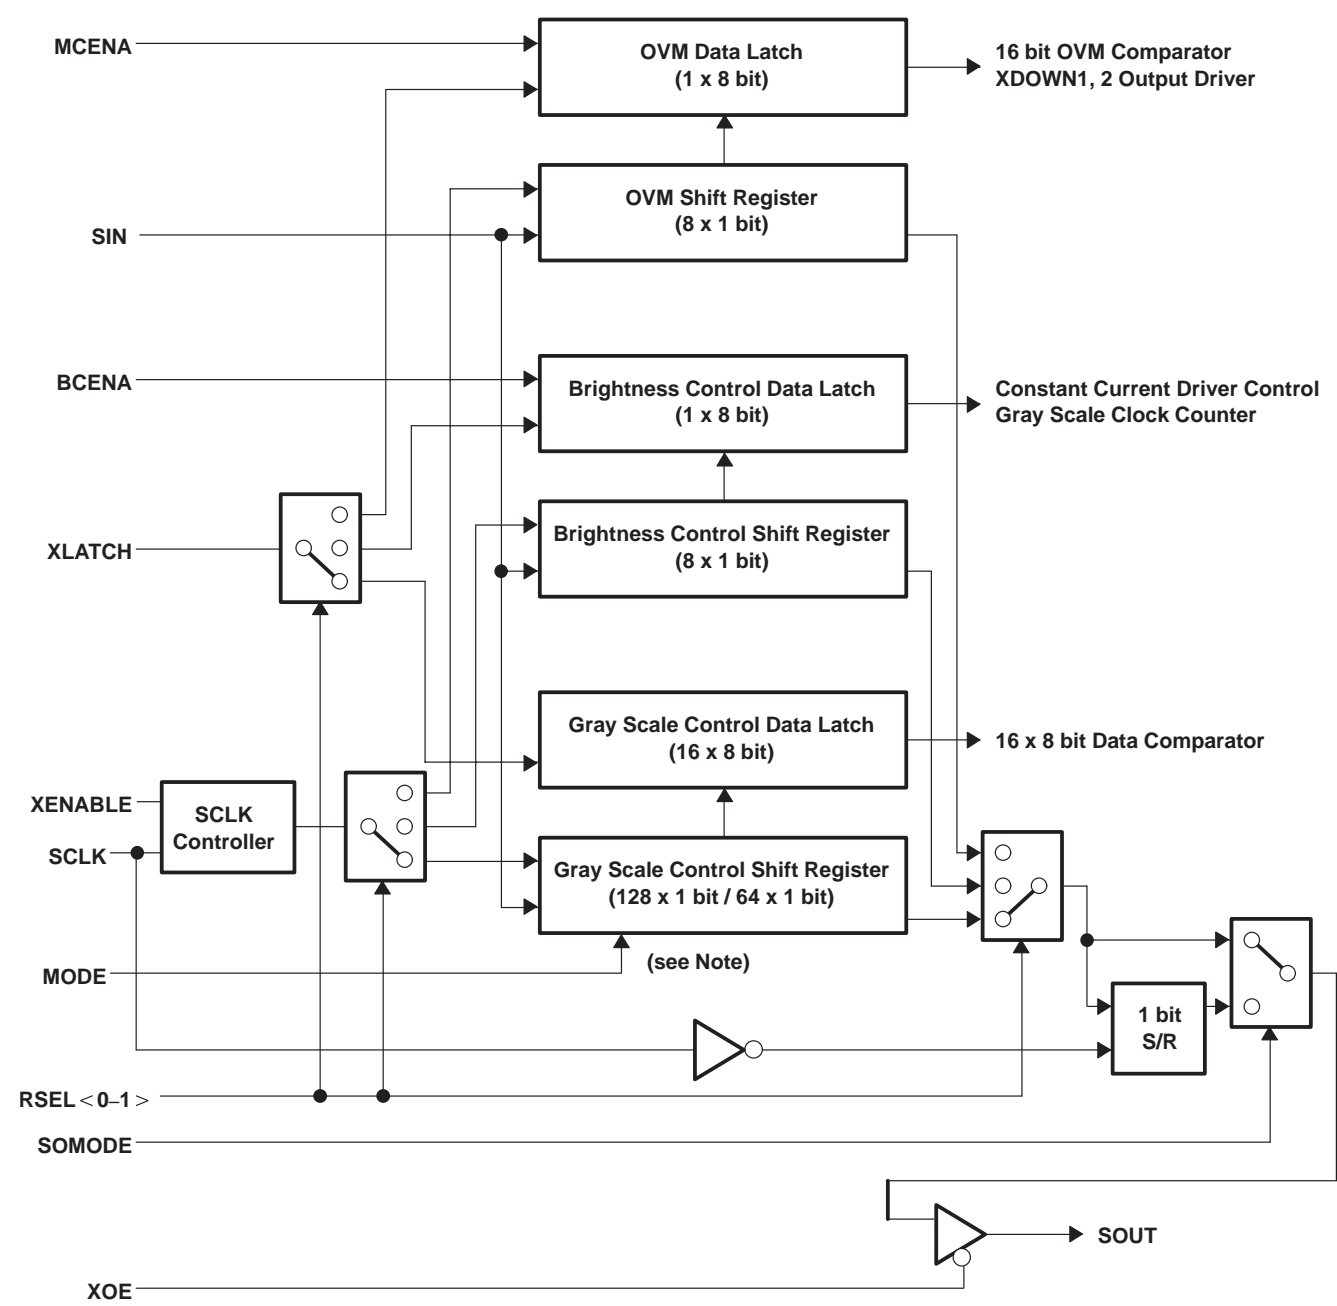 MCENA
OVM Data Latch
(1 x 8 bit)
16 bit OVM Comparator
XDOWN1, 2 Output Driver
OVM Shift Register
(8 x 1 bit)
SIN
BCENA
Brightness Control Data Latch
(1 x 8 bit)
Constant Current Driver Control
Gray Scale Clock Counter
XLATCH
Brightness Control Shift Register
(8 x 1 bit)
Gray Scale Control Data Latch
(16 x 8 bit)
16 x 8 bit Data Comparator
XENABLE
SCLK
SCLK
Controller
Gray Scale Control Shift Register
(128 x 1 bit / 64 x 1 bit)
MODE
(see Note)
1 bit
S/R
RSEL<0–1>
SOMODE
SOUT
XOE